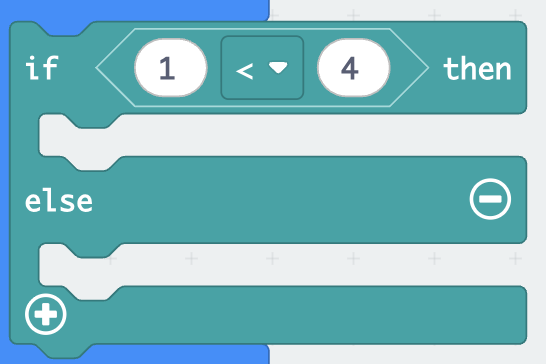 if 1 < 4 then
else